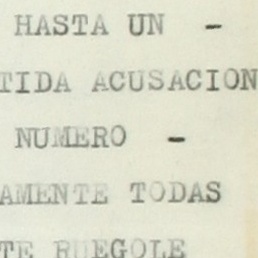 HASTA UN -
TIDA ACUSACION
NUMERO -
AMENTE TODAS
TE RUEGOLE